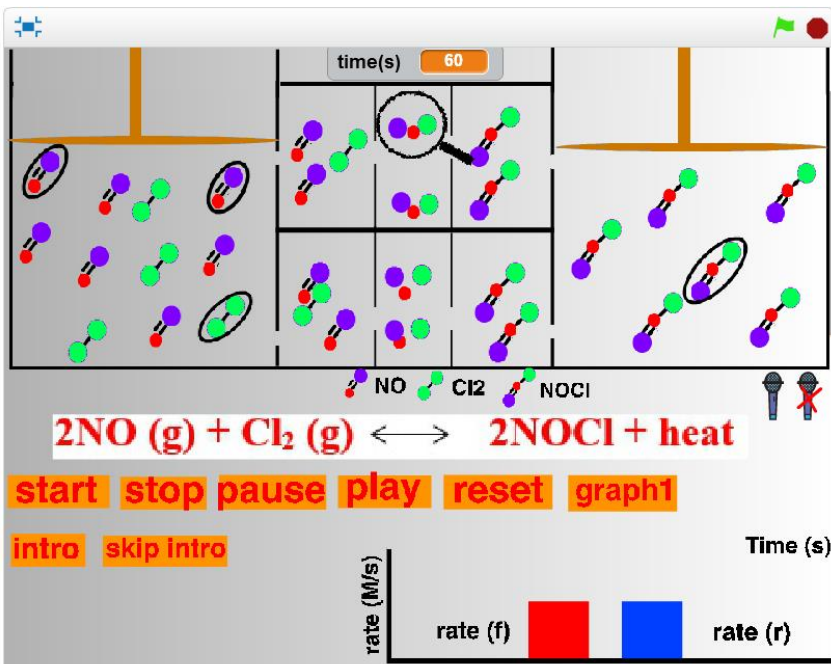 time(s) 60
NO Cl2 NOCl
2NO (g) + Cl₂ (g) ⟷ 2NOCl + heat
start stop pause play reset graph1
intro skip intro
Time (s)
rate (M/s)
rate (f) rate (r)